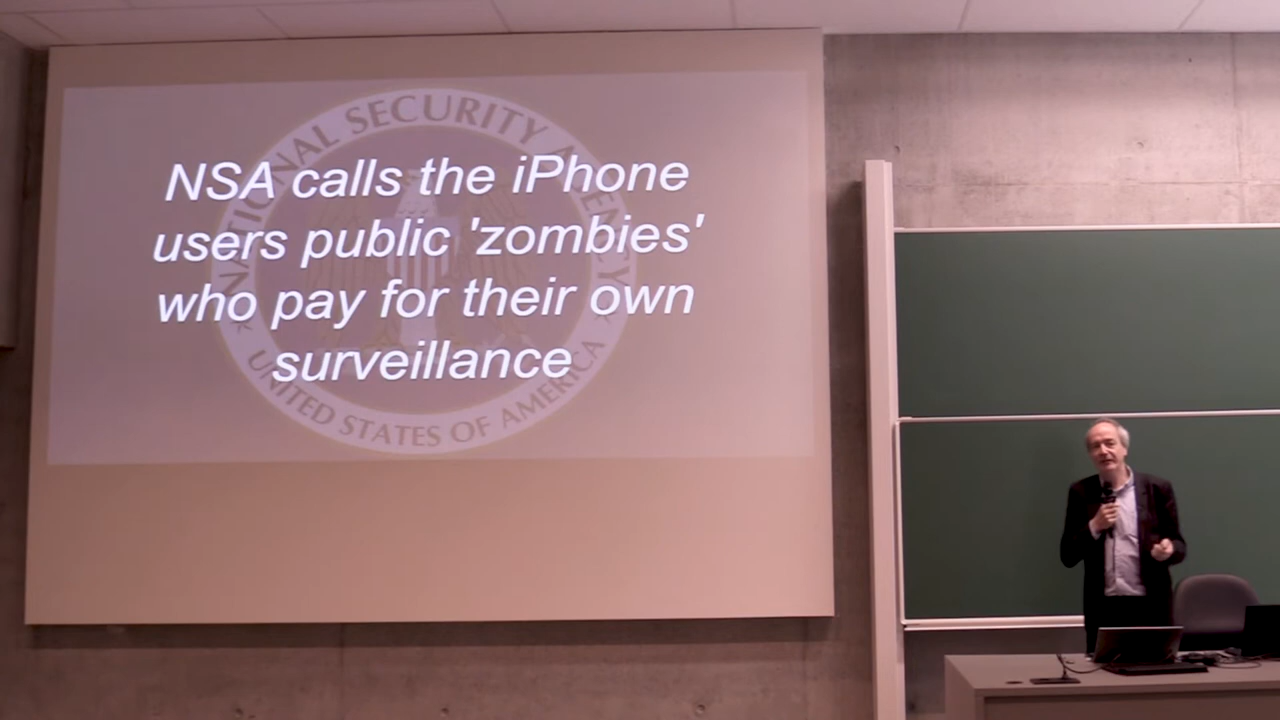 NATIONAL SECURITY AGENCY
NSA calls the iPhone
users public 'zombies'
who pay for their own
surveillance
UNITED STATES OF AMERICA